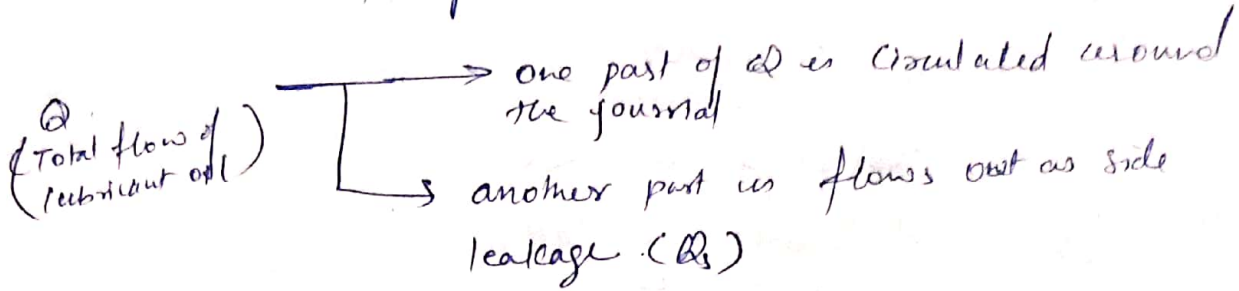 one part of Q is Circulated around
the journal
Q
(Total flow of
lubricant oil)
another part is flows out as side
leakage (Qs)